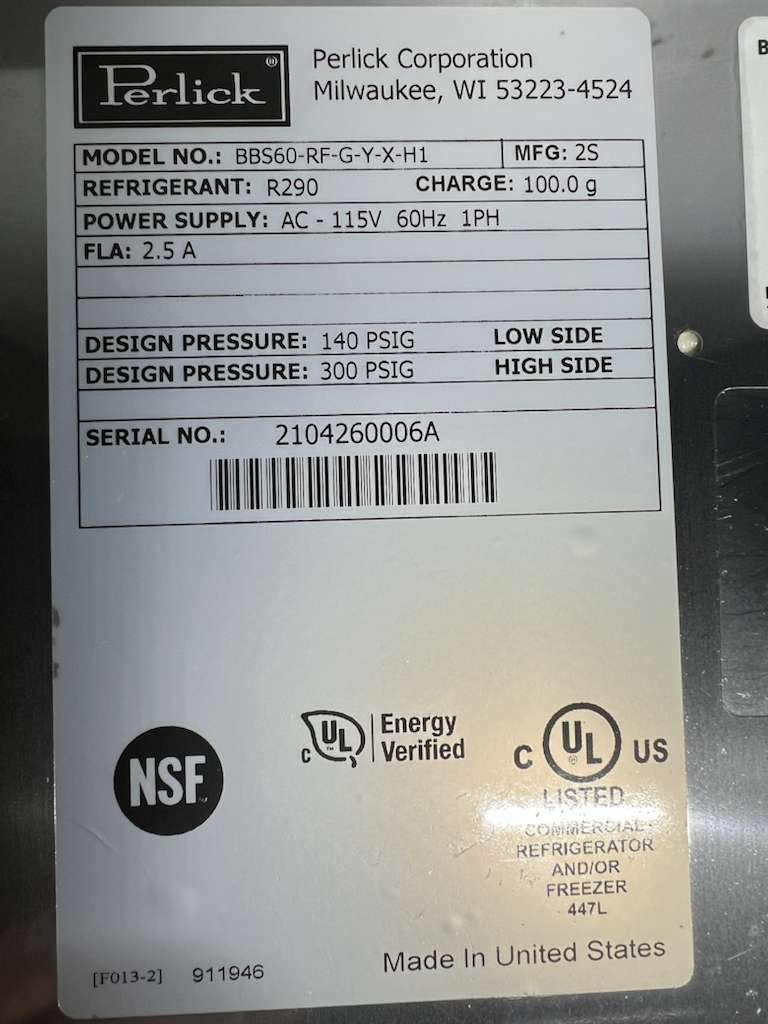 Perlick®
Perlick Corporation
Milwaukee, WI 53223-4524
MODEL NO.: BBS60-RF-G-Y-X-H1 MFG: 2S
REFRIGERANT: R290 CHARGE: 100.0 g
POWER SUPPLY: AC - 115V 60Hz 1PH
FLA: 2.5 A
DESIGN PRESSURE: 140 PSIG LOW SIDE
DESIGN PRESSURE: 300 PSIG HIGH SIDE
SERIAL NO.: 2104260006A
NSF
c UL Energy
Verified
C UL ® US
LISTED
COMMERCIAL
REFRIGERATOR
AND/OR
FREEZER
447L
[F013-2] 911946
Made In United States
B